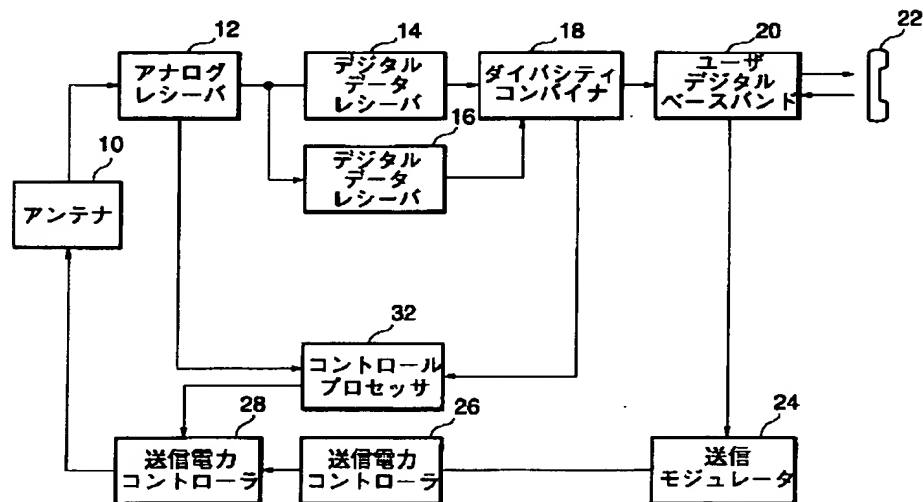 12
14
18
20
22
アナログ
レシーバ
デジタル
データ
レシーバ
ダイバシティ
コンバイナ
ユーザ
デジタル
ベースバンド
16
デジタル
データ
レシーバ
10
アンテナ
32
コントロール
プロセッサ
28
送信電力
コントローラ
26
送信電力
コントローラ
24
送信
モジュレータ